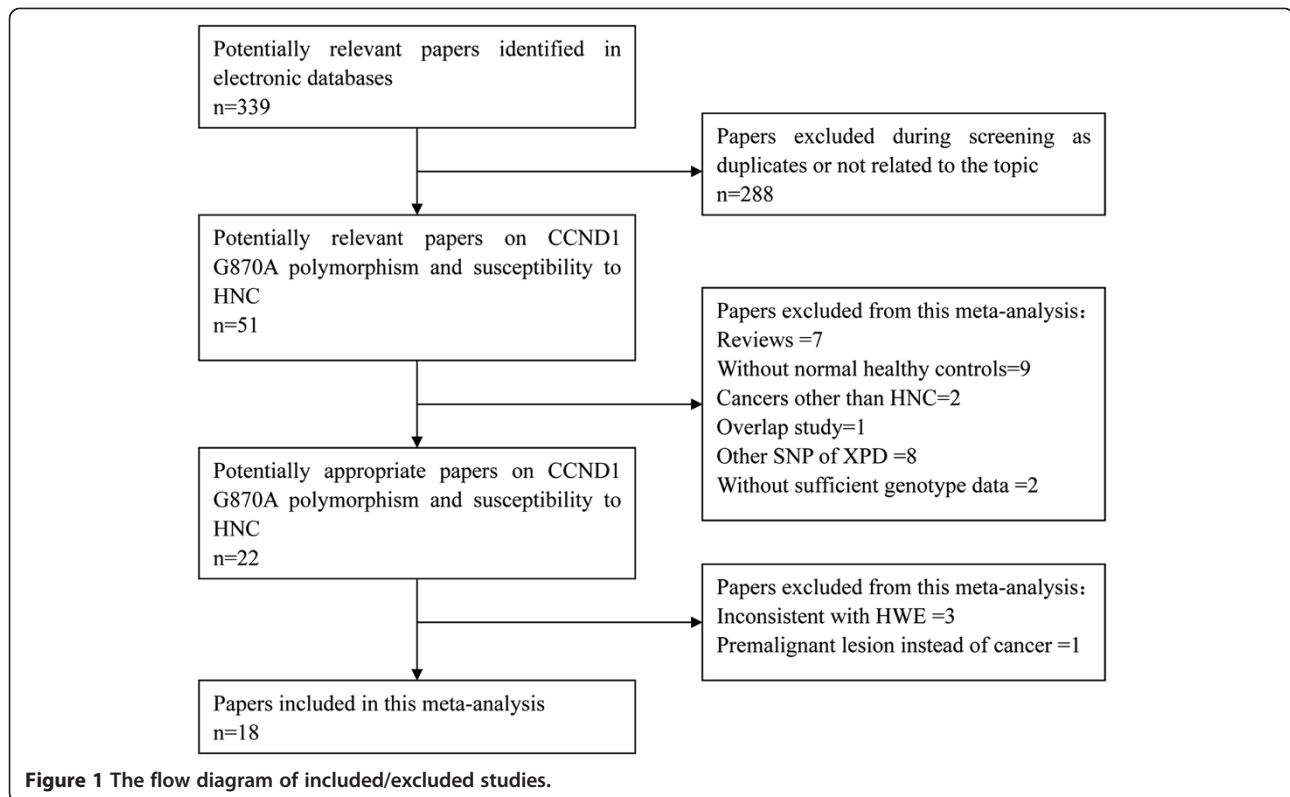 Potentially relevant papers identified in
electronic databases
n=339
Papers excluded during screening as
duplicates or not related to the topic
n=288
Potentially relevant papers on CCND1
G870A polymorphism and susceptibility to
HNC
n=51
Papers excluded from this meta-analysis:
Reviews =7
Without normal healthy controls=9
Cancers other than HNC=2
Overlap study=1
Other SNP of XPD =8
Without sufficient genotype data =2
Potentially appropriate papers on CCND1
G870A polymorphism and susceptibility to
HNC
n=22
Papers excluded from this meta-analysis:
Inconsistent with HWE =3
Premalignant lesion instead of cancer =1
Papers included in this meta-analysis
n=18
Figure 1 The flow diagram of included/excluded studies.